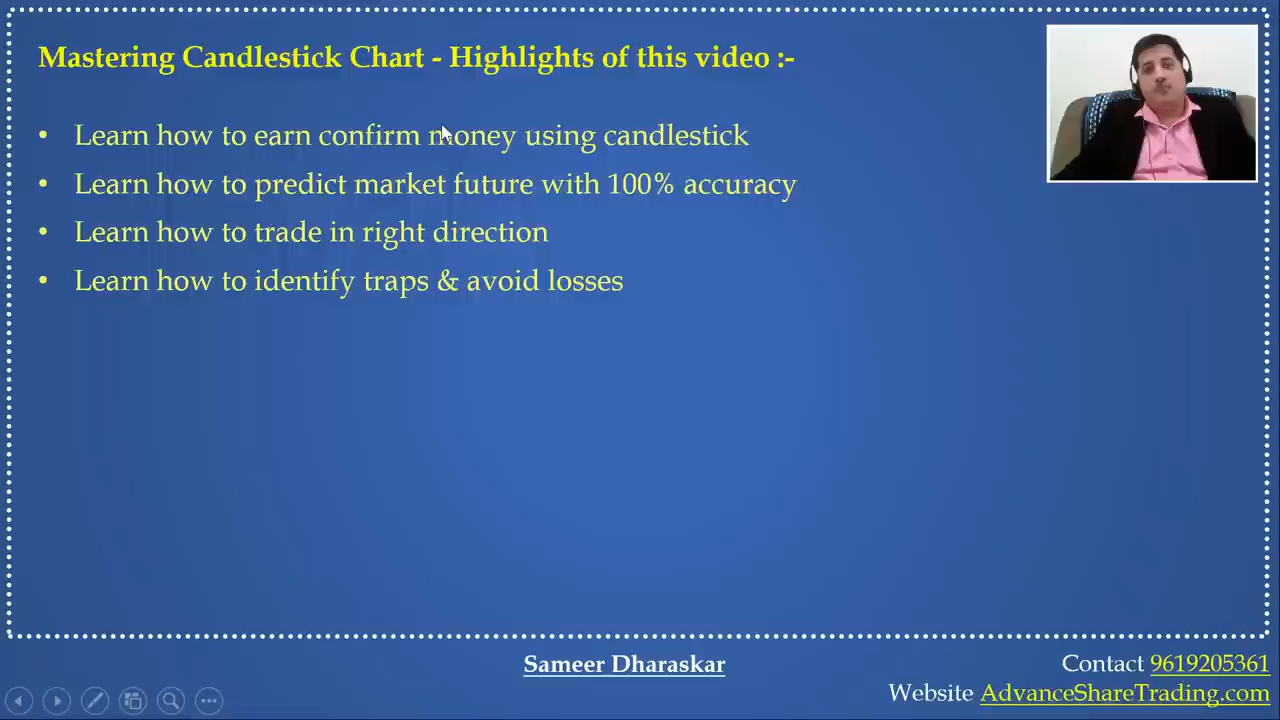 Mastering Candlestick Chart - Highlights of this video :-
• Learn how to earn confirm money using candlestick
• Learn how to predict market future with 100% accuracy
• Learn how to trade in right direction
• Learn how to identify traps & avoid losses
Sameer Dharaskar
Contact 9619205361
Website AdvanceShareTrading.com